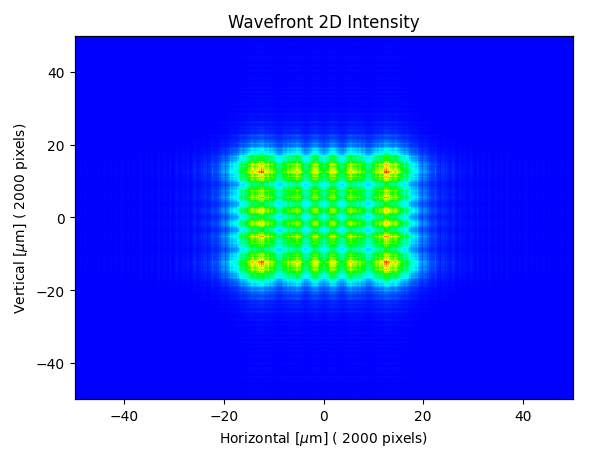 Wavefront 2D Intensity
40
20
0
−20
−40
Vertical [μm] ( 2000 pixels)
−40 −20 0 20 40
Horizontal [μm] ( 2000 pixels)